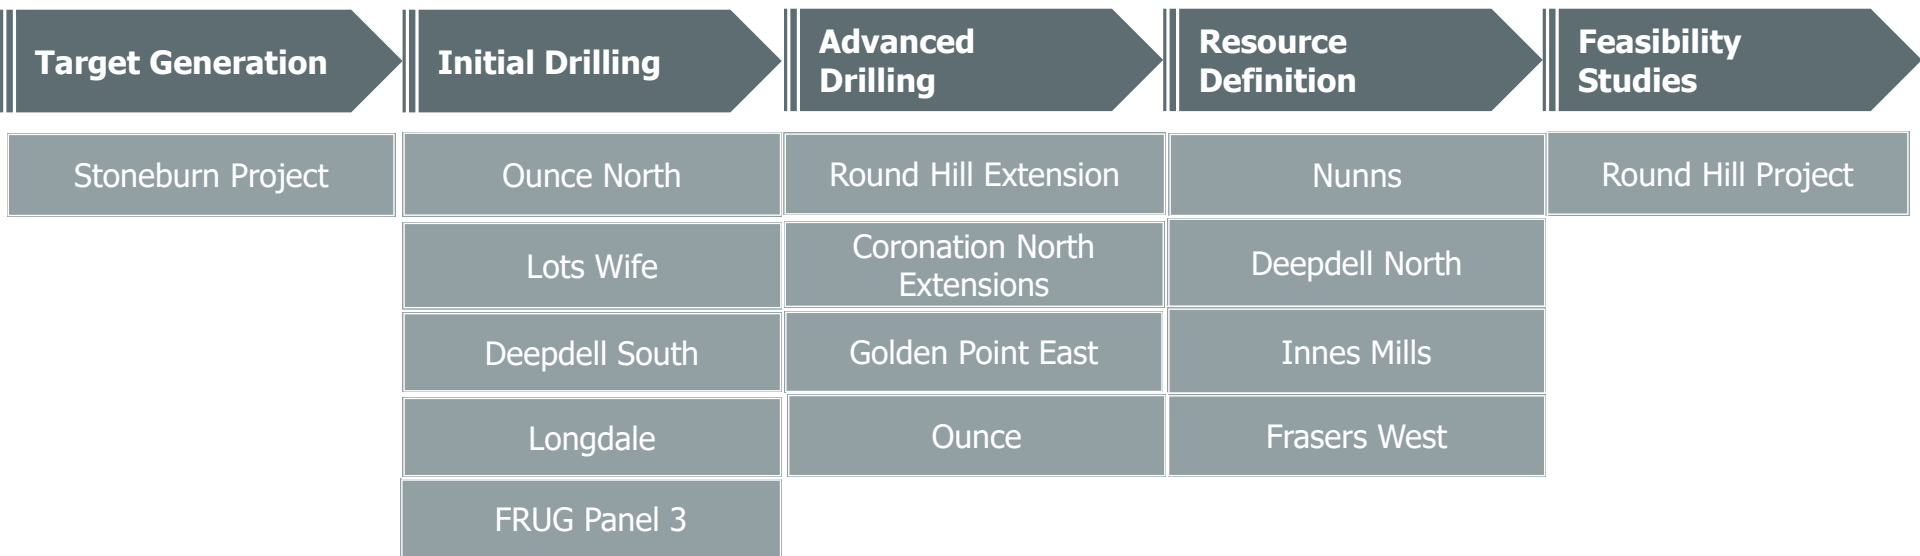 Target Generation
Initial Drilling
Advanced
Drilling
Resource
Definition
Feasibility
Studies
Stoneburn Project
Ounce North
Round Hill Extension
Nunns
Round Hill Project
Lots Wife
Coronation North
Extensions
Deepdell North
Deepdell South
Golden Point East
Innes Mills
Longdale
Ounce
Frasers West
FRUG Panel 3